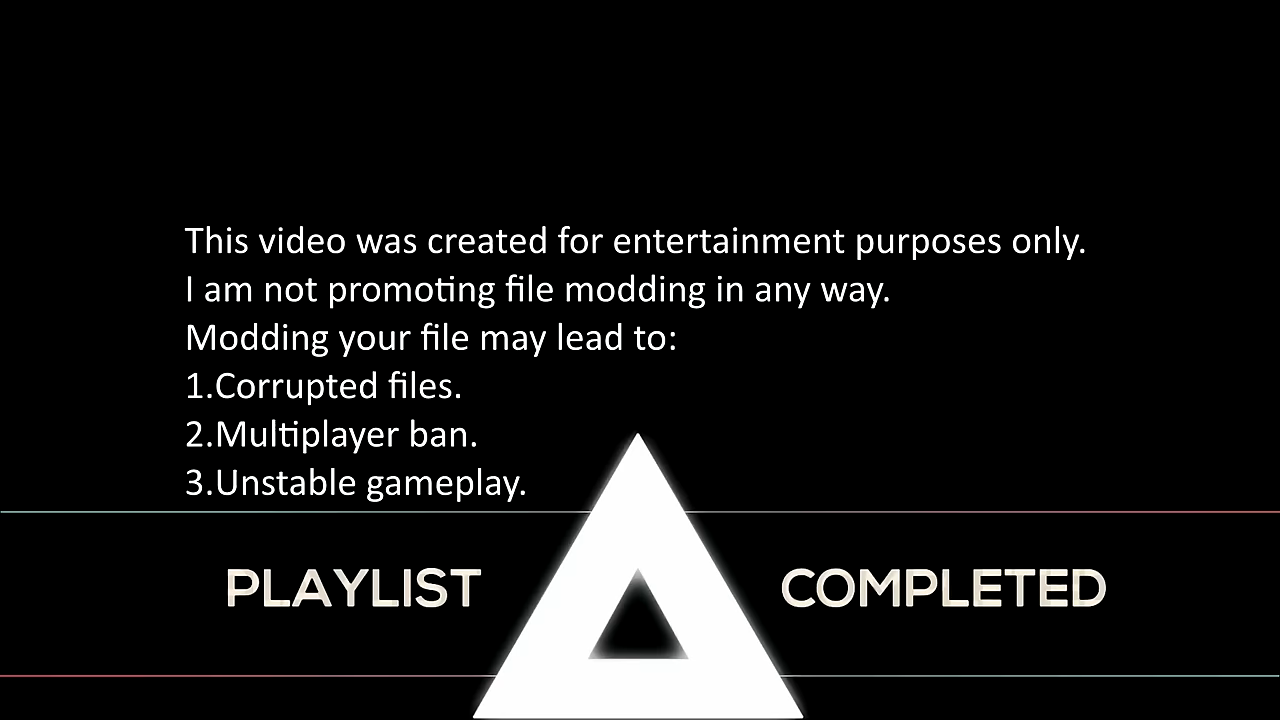 This video was created for entertainment purposes only.
I am not promoting file modding in any way.
Modding your file may lead to:
1.Corrupted files.
2.Multiplayer ban.
3.Unstable gameplay.
PLAYLIST COMPLETED